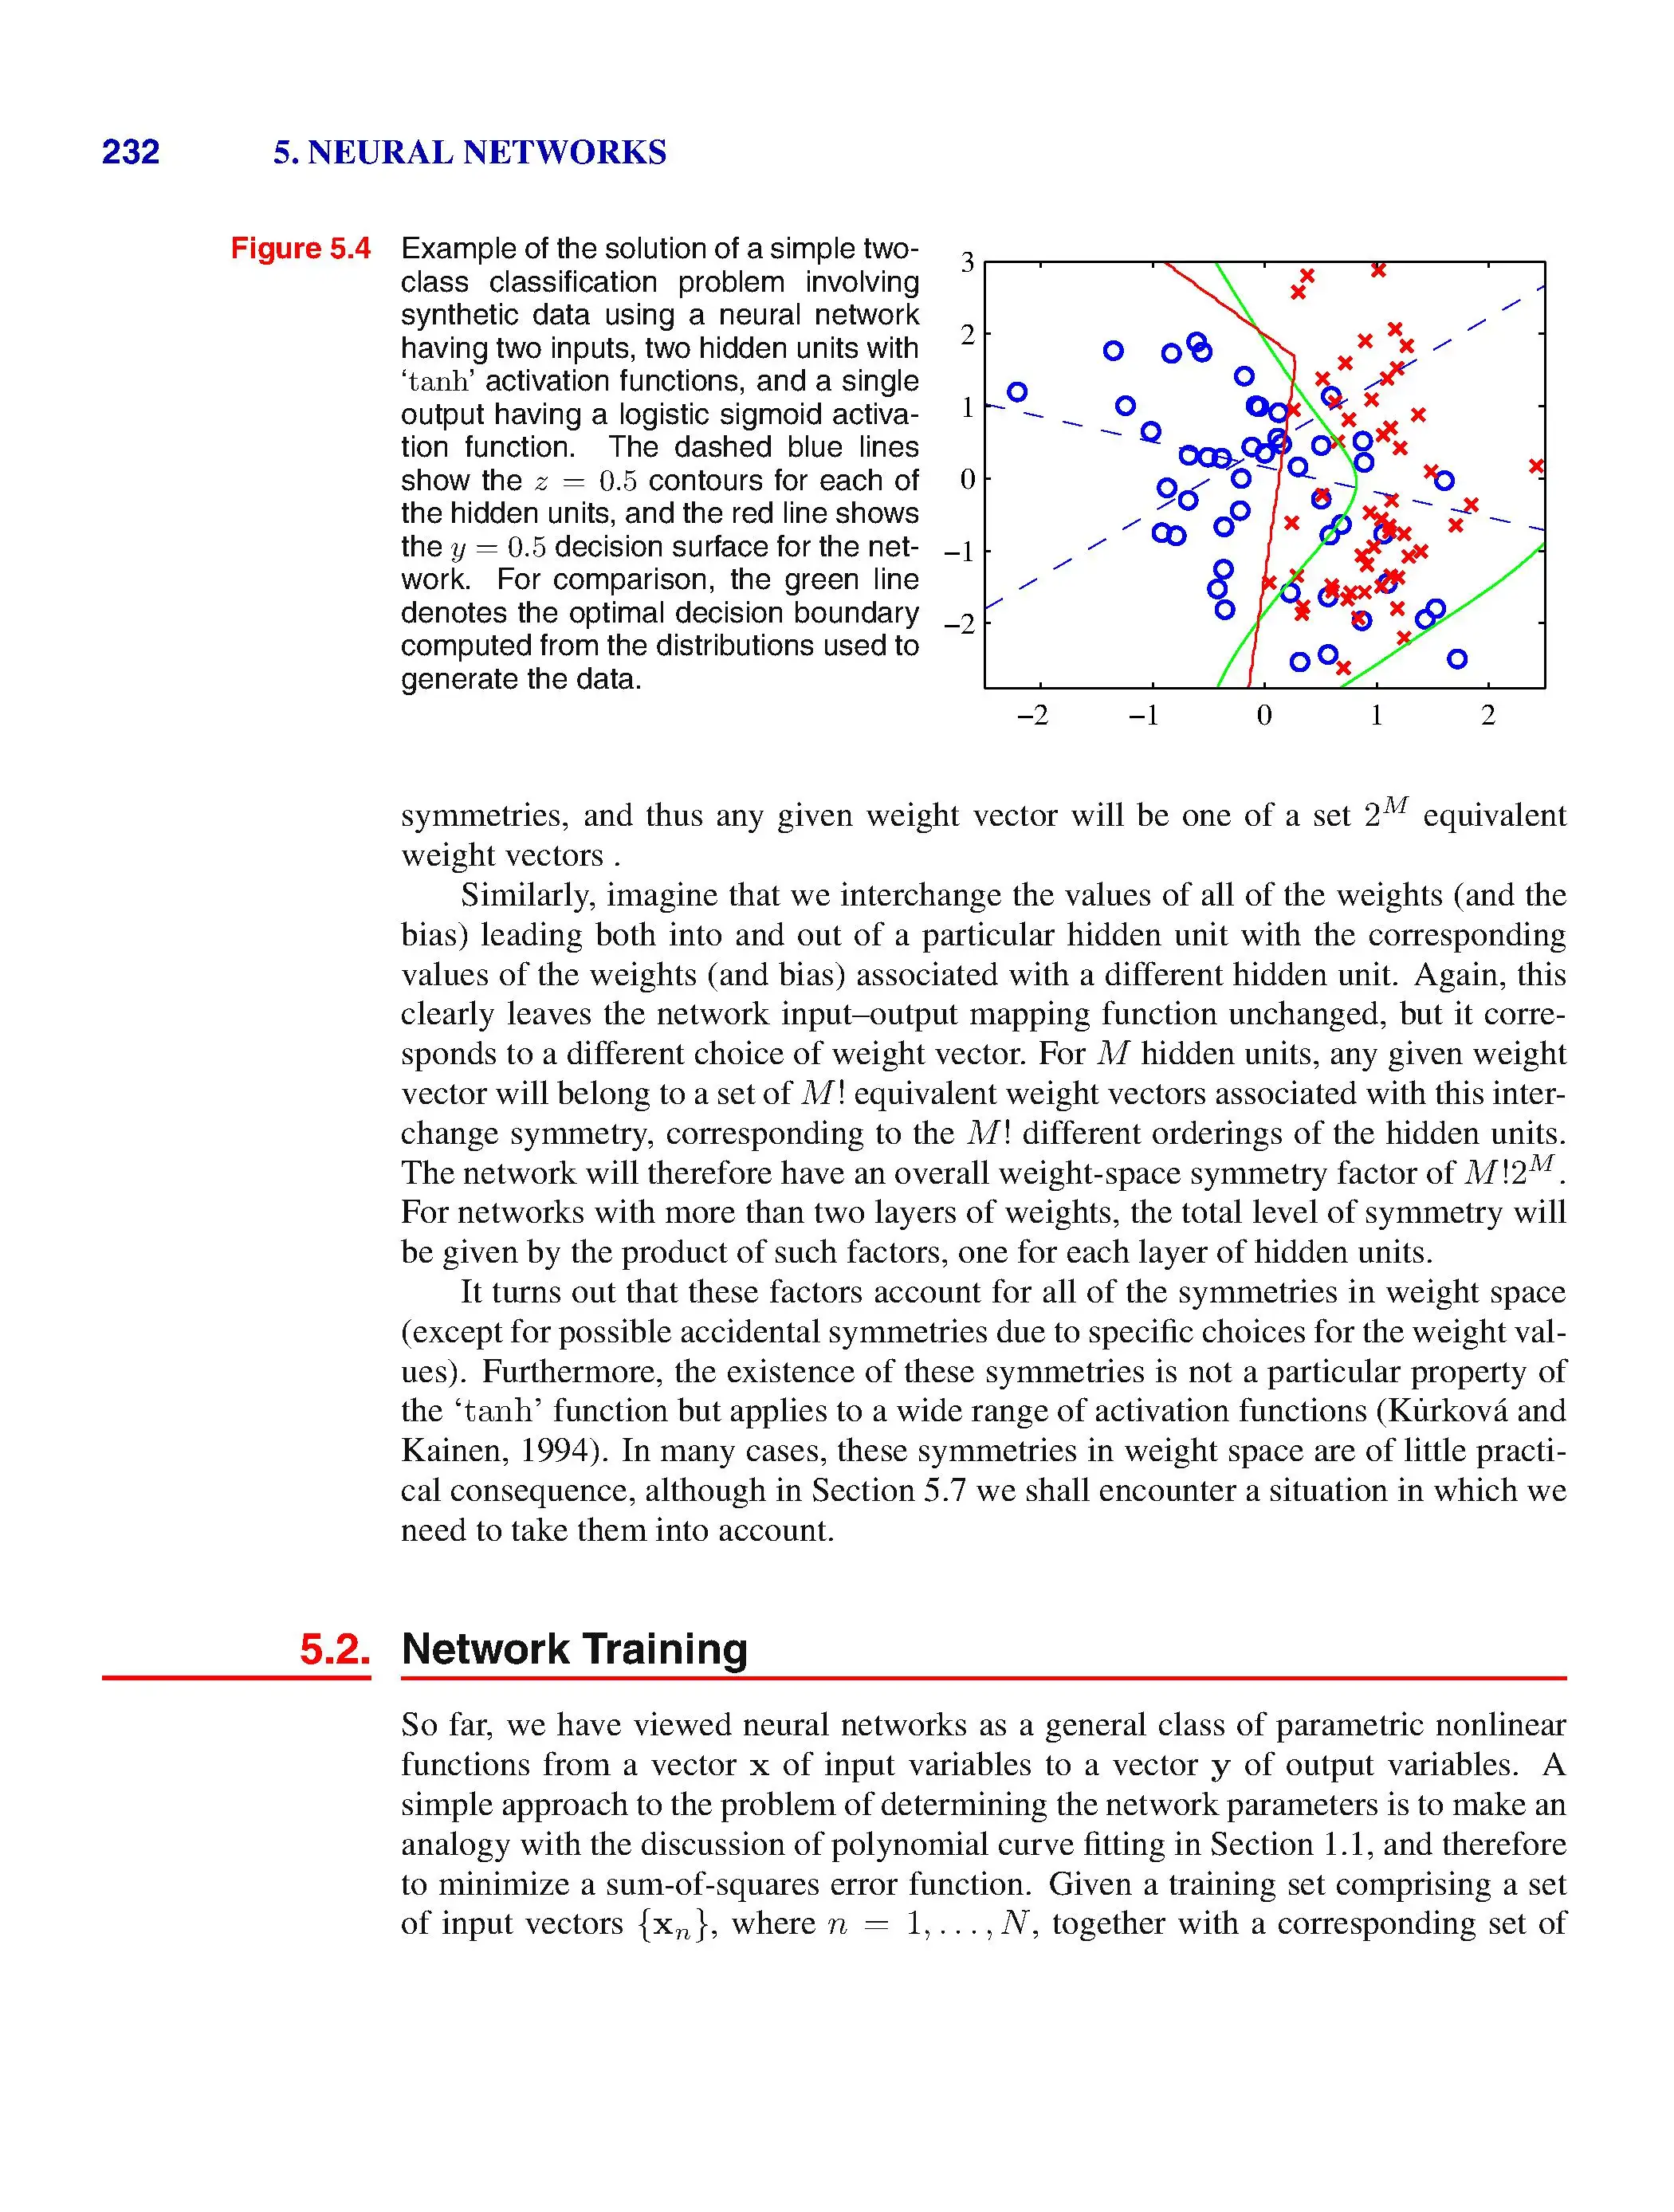 232 5. NEURAL NETWORKS
Figure 5.4 Example of the solution of a simple two-
class classification problem involving
synthetic data using a neural network
having two inputs, two hidden units with
‘tanh’ activation functions, and a single
output having a logistic sigmoid activa-
tion function. The dashed blue lines
show the z = 0.5 contours for each of
the hidden units, and the red line shows
the y = 0.5 decision surface for the net-
work. For comparison, the green line
denotes the optimal decision boundary
computed from the distributions used to
generate the data.
3
2
1
0
−1
−2
−2 −1 0 1 2
symmetries, and thus any given weight vector will be one of a set 2^M equivalent
weight vectors .
Similarly, imagine that we interchange the values of all of the weights (and the
bias) leading both into and out of a particular hidden unit with the corresponding
values of the weights (and bias) associated with a different hidden unit. Again, this
clearly leaves the network input–output mapping function unchanged, but it corre-
sponds to a different choice of weight vector. For M hidden units, any given weight
vector will belong to a set of M! equivalent weight vectors associated with this inter-
change symmetry, corresponding to the M! different orderings of the hidden units.
The network will therefore have an overall weight-space symmetry factor of M!2^M.
For networks with more than two layers of weights, the total level of symmetry will
be given by the product of such factors, one for each layer of hidden units.
It turns out that these factors account for all of the symmetries in weight space
(except for possible accidental symmetries due to specific choices for the weight val-
ues). Furthermore, the existence of these symmetries is not a particular property of
the ‘tanh’ function but applies to a wide range of activation functions (Ku̇rková and
Kainen, 1994). In many cases, these symmetries in weight space are of little practi-
cal consequence, although in Section 5.7 we shall encounter a situation in which we
need to take them into account.
5.2. Network Training
So far, we have viewed neural networks as a general class of parametric nonlinear
functions from a vector x of input variables to a vector y of output variables. A
simple approach to the problem of determining the network parameters is to make an
analogy with the discussion of polynomial curve fitting in Section 1.1, and therefore
to minimize a sum-of-squares error function. Given a training set comprising a set
of input vectors {x_n}, where n = 1, . . . , N, together with a corresponding set of